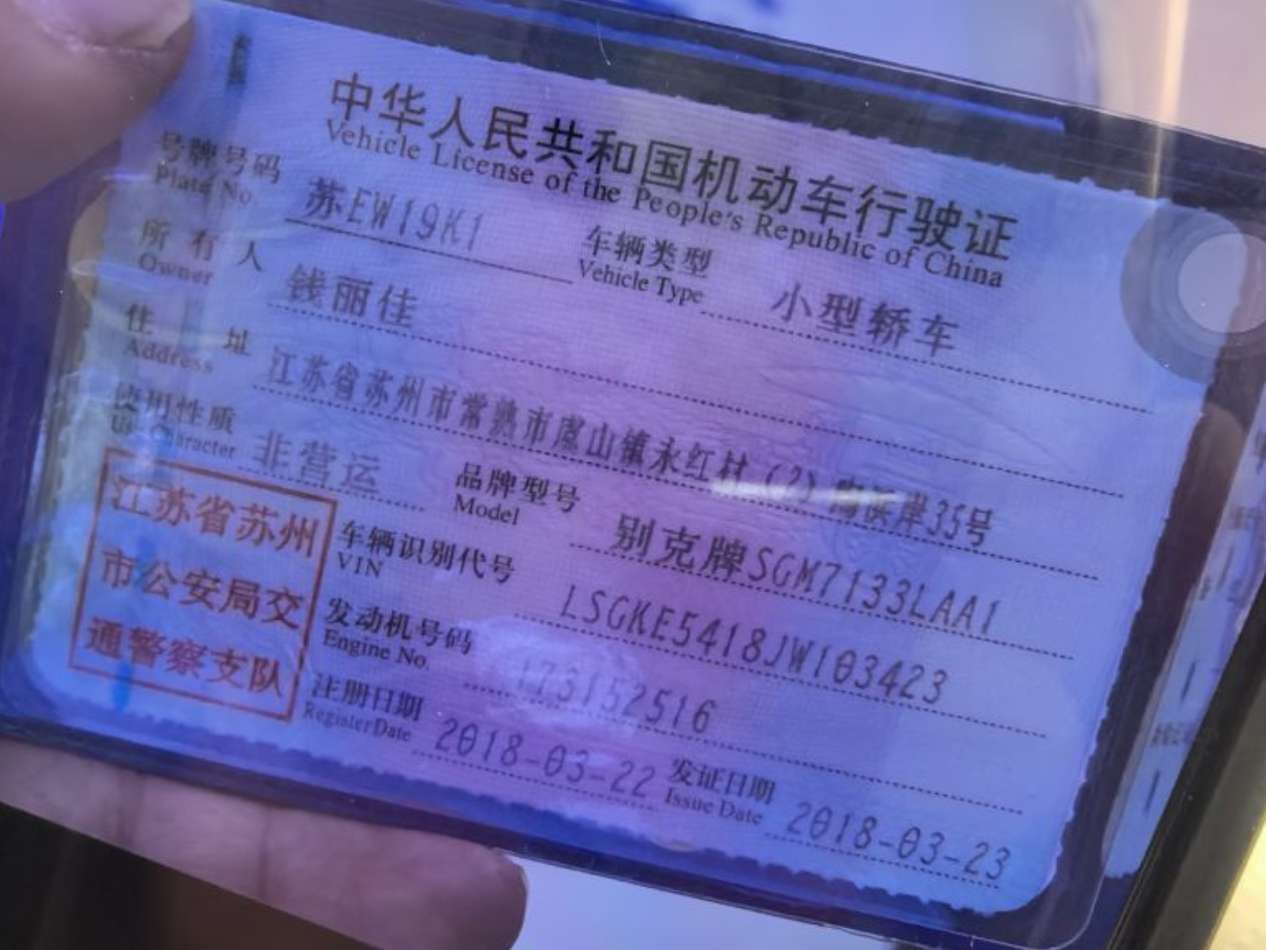 中华人民共和国机动车行驶证
Vehicle License of the People's Republic of China
号牌号码 苏EW19K1 车辆类型 小型轿车
Plate No. Vehicle Type
所有人 钱丽佳
Owner
住址 江苏省苏州市常熟市虞山镇永红村(2)南浜岸35号
Address
使用性质 非营运 品牌型号 别克牌SGM7133LAA1
Character Model
江苏省苏州
市公安局交
通警察支队
车辆识别代号 LSGKE5418JW103423
VIN
发动机号码 173152516
Engine No.
注册日期 2018-03-22 发证日期 2018-03-23
Register Date Issue Date